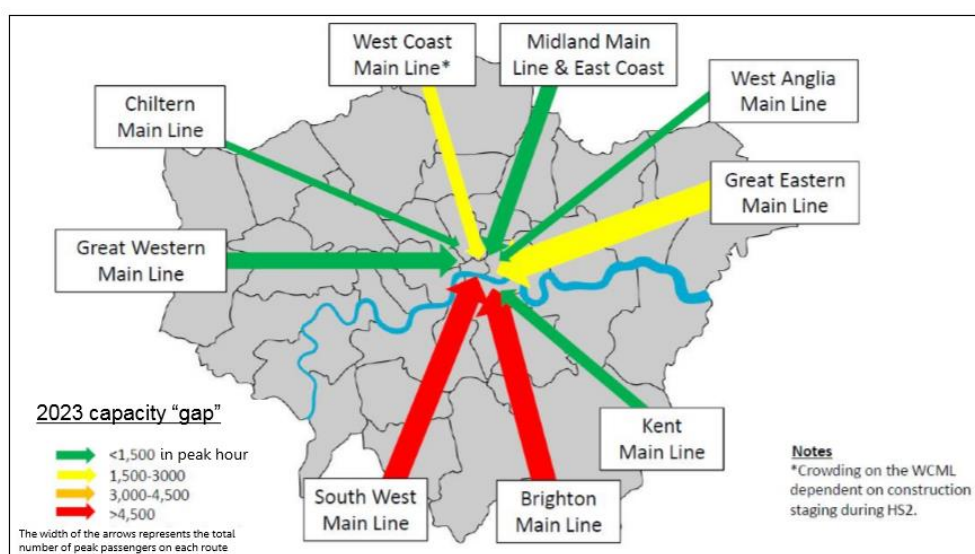 West Coast
Main Line*
Midland Main
Line & East Coast
West Anglia
Main Line
Chiltern
Main Line
Great Eastern
Main Line
Great Western
Main Line
Kent
Main Line
South West
Main Line
Brighton
Main Line
2023 capacity “gap”
<1,500 in peak hour
1,500-3000
3,000-4,500
>4,500
The width of the arrows represents the total
number of peak passengers on each route
Notes
*Crowding on the WCML
dependent on construction
staging during HS2.